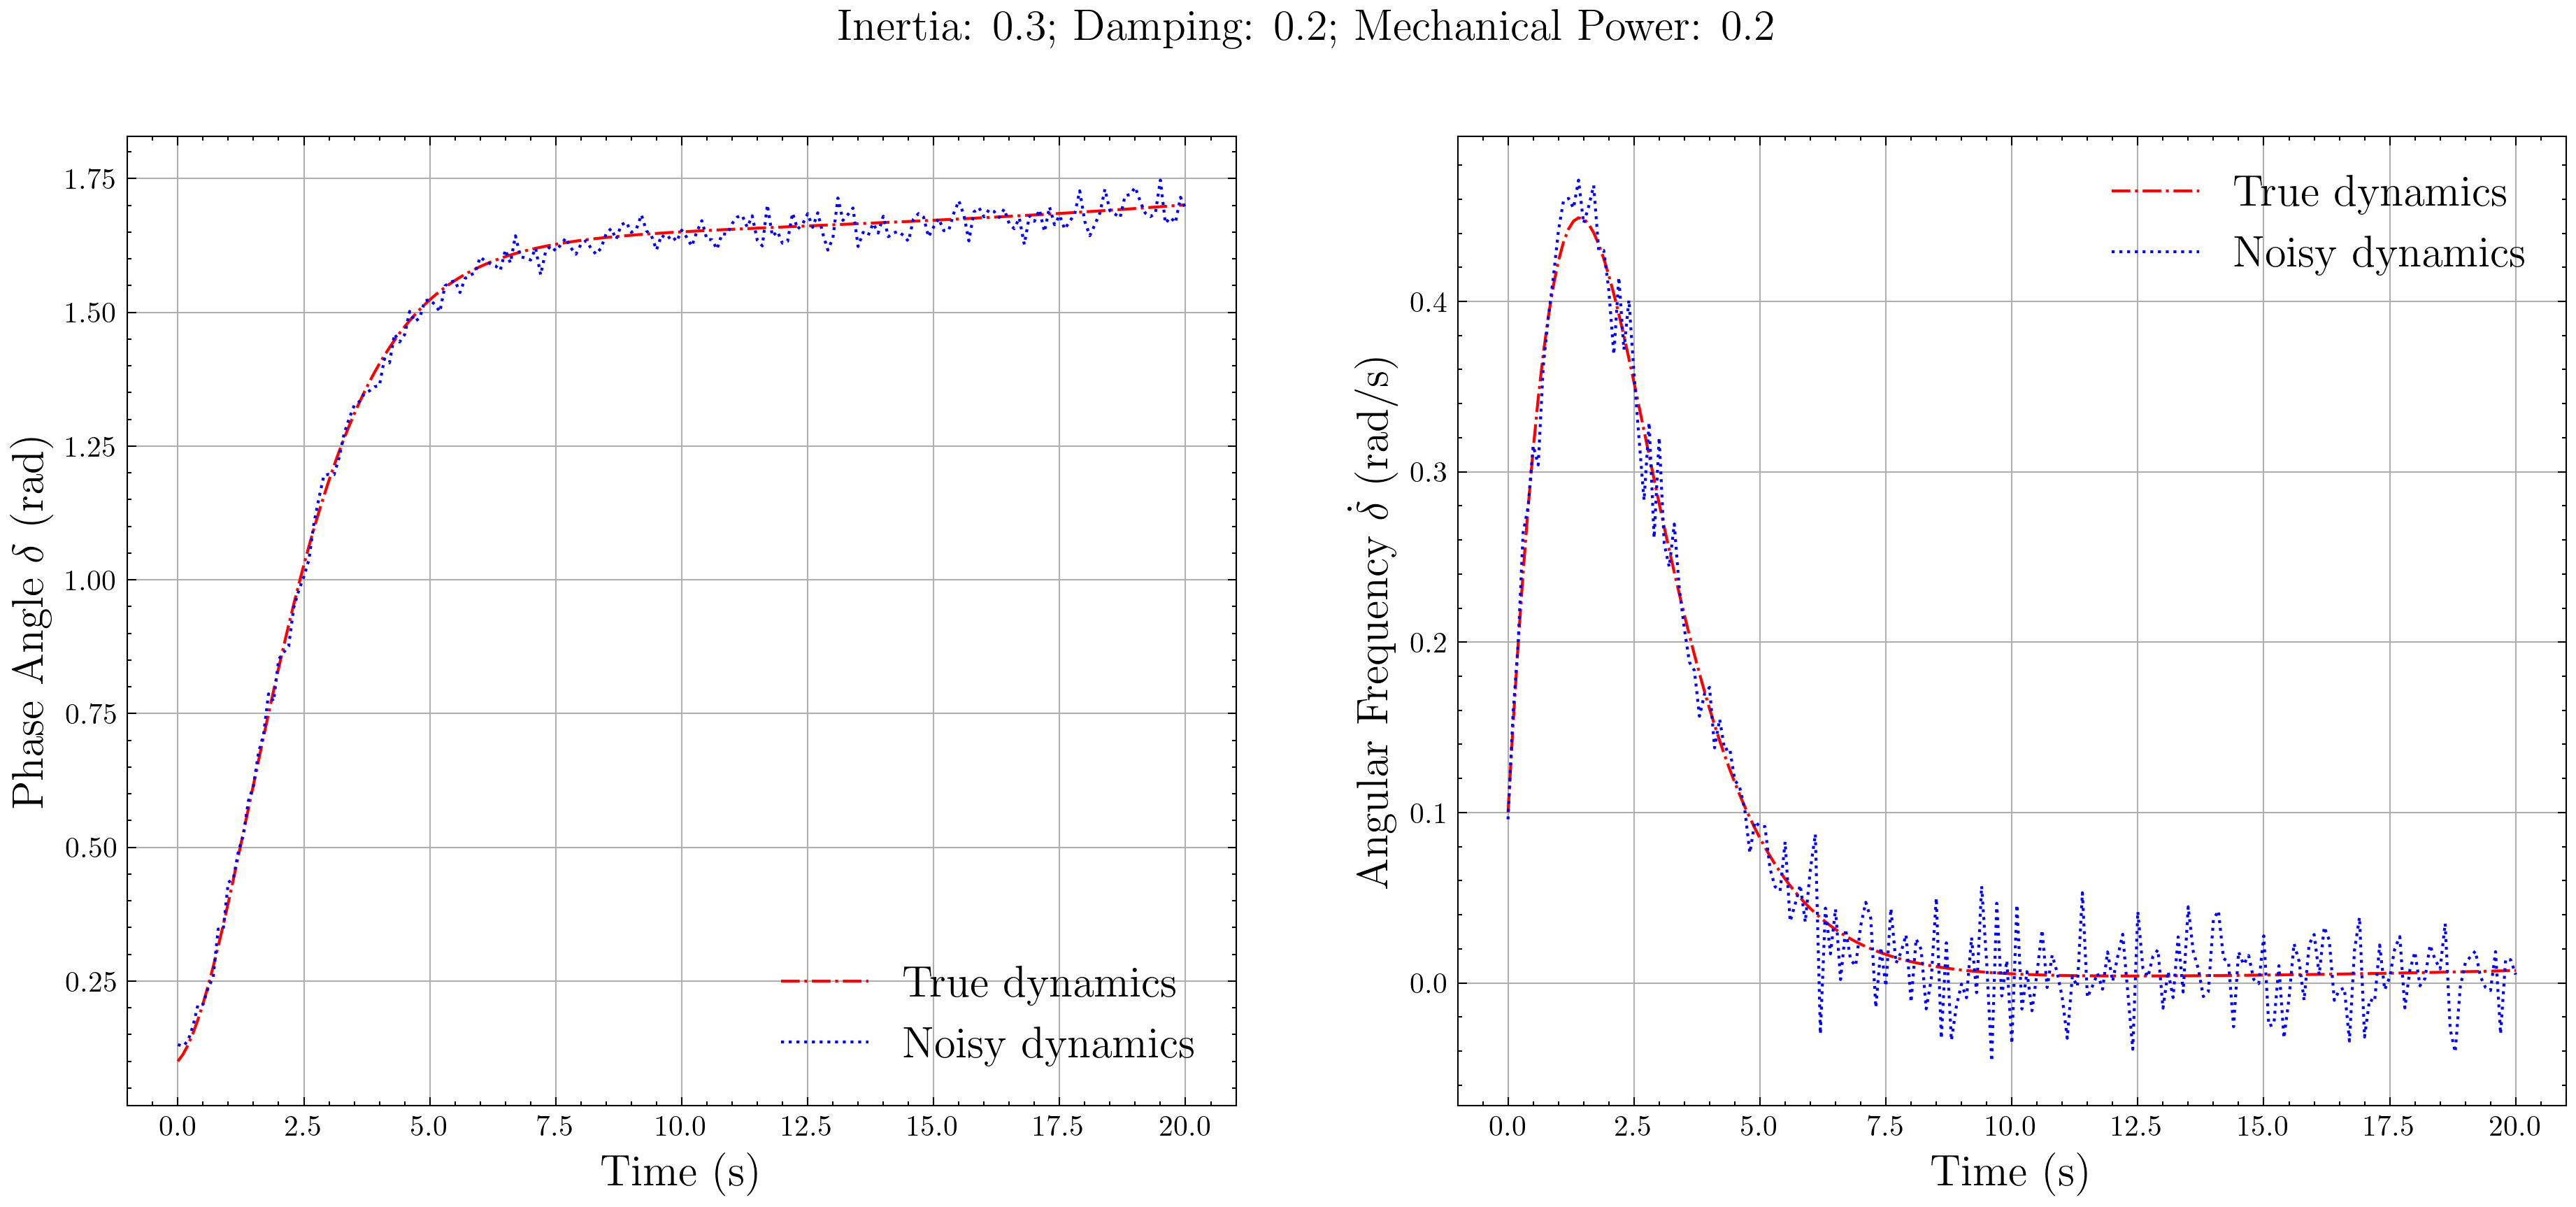 Inertia: 0.3; Damping: 0.2; Mechanical Power: 0.2
Phase Angle δ (rad)
1.75
1.50
1.25
1.00
0.75
0.50
0.25
True dynamics
Noisy dynamics
0.0 2.5 5.0 7.5 10.0 12.5 15.0 17.5 20.0
Time (s)
Angular Frequency δ̇ (rad/s)
0.4
0.3
0.2
0.1
0.0
True dynamics
Noisy dynamics
0.0 2.5 5.0 7.5 10.0 12.5 15.0 17.5 20.0
Time (s)